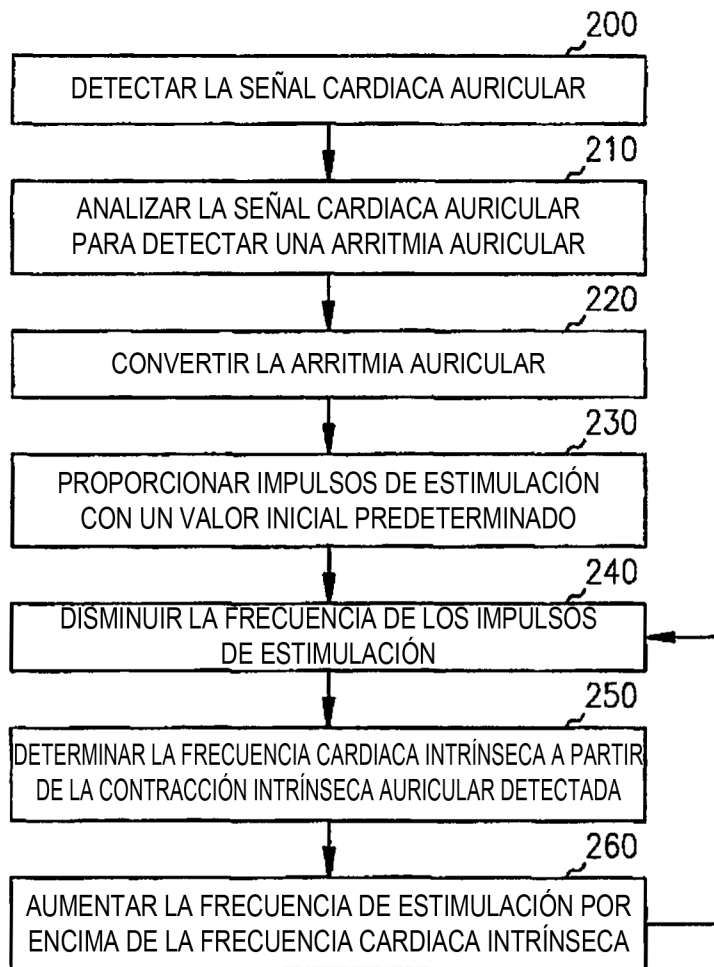 200
DETECTAR LA SEÑAL CARDIACA AURICULAR
210
ANALIZAR LA SEÑAL CARDIACA AURICULAR
PARA DETECTAR UNA ARRITMIA AURICULAR
220
CONVERTIR LA ARRITMIA AURICULAR
230
PROPORCIONAR IMPULSOS DE ESTIMULACIÓN
CON UN VALOR INICIAL PREDETERMINADO
240
DISMINUIR LA FRECUENCIA DE LOS IMPULSOS
DE ESTIMULACIÓN
250
DETERMINAR LA FRECUENCIA CARDIACA INTRÍNSECA A PARTIR
DE LA CONTRACCIÓN INTRÍNSECA AURICULAR DETECTADA
260
AUMENTAR LA FRECUENCIA DE ESTIMULACIÓN POR
ENCIMA DE LA FRECUENCIA CARDIACA INTRÍNSECA